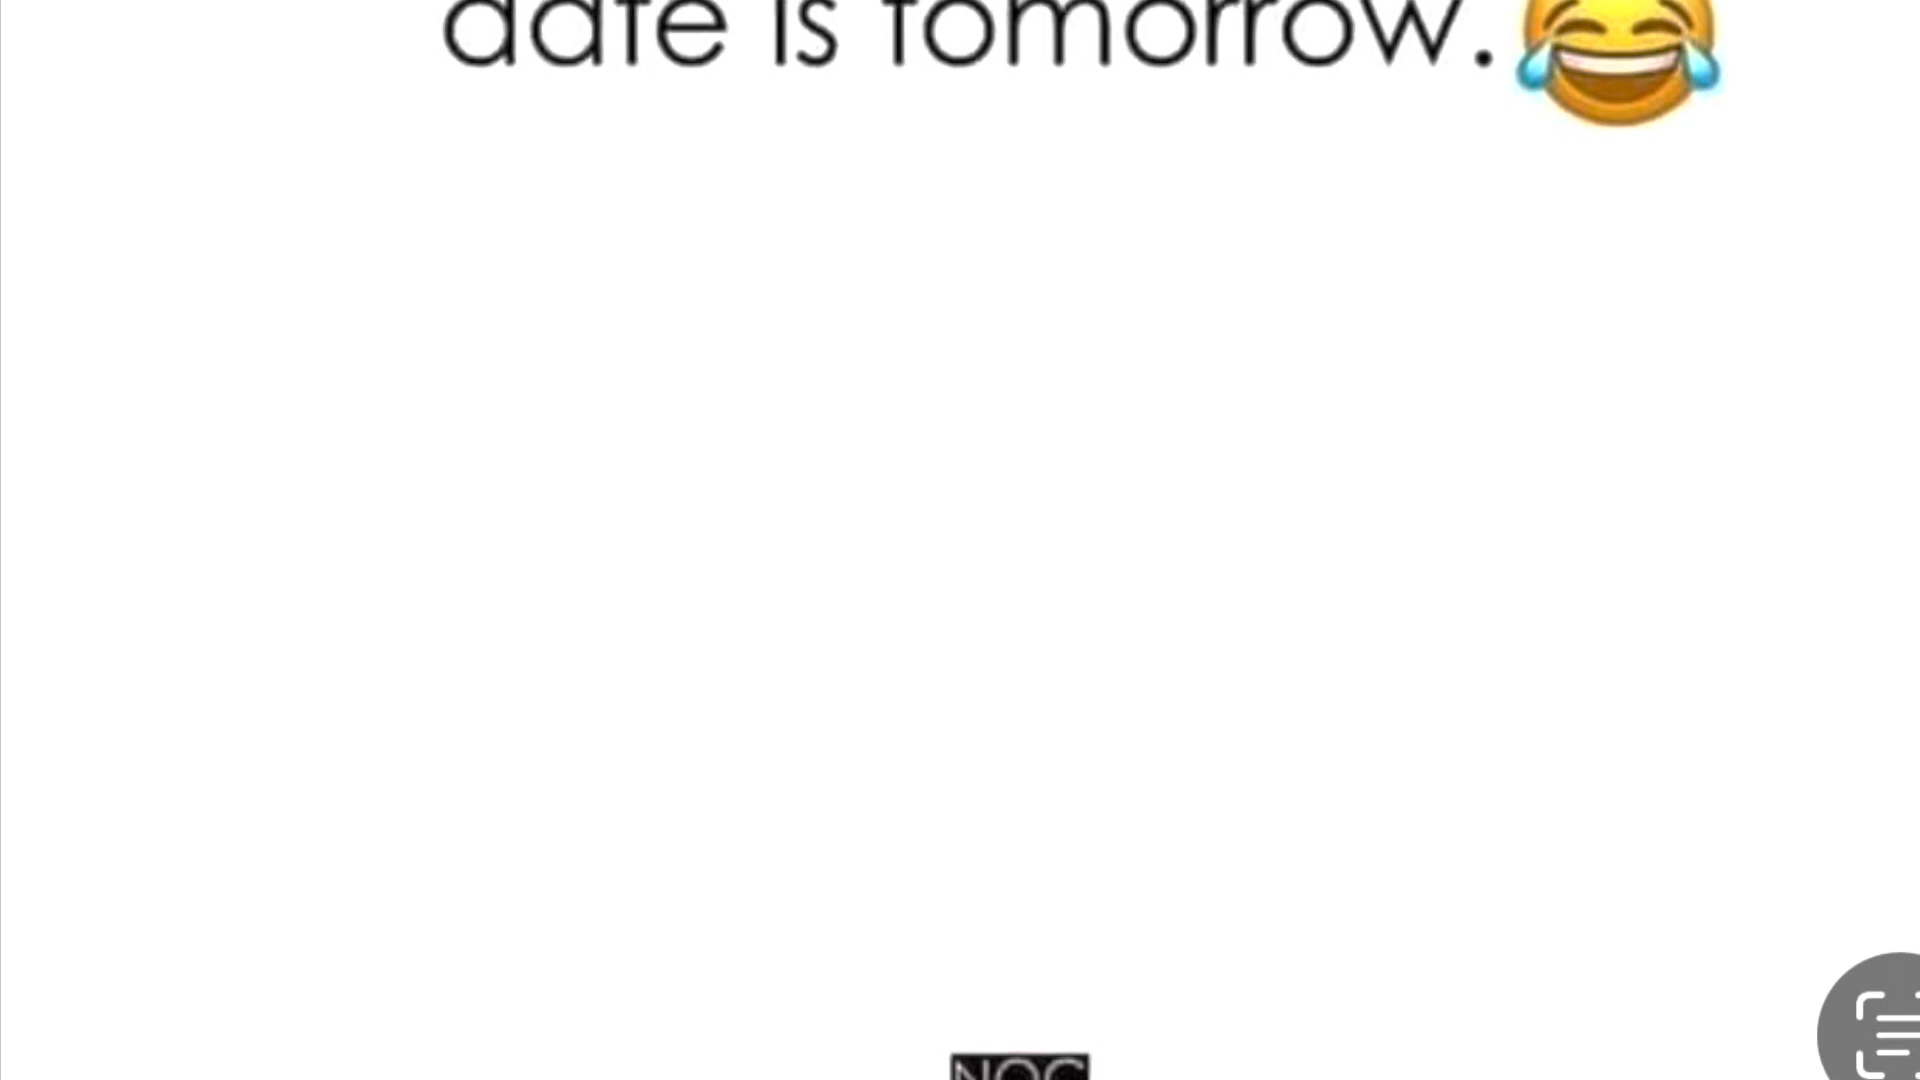 date is tomorrow. 😂